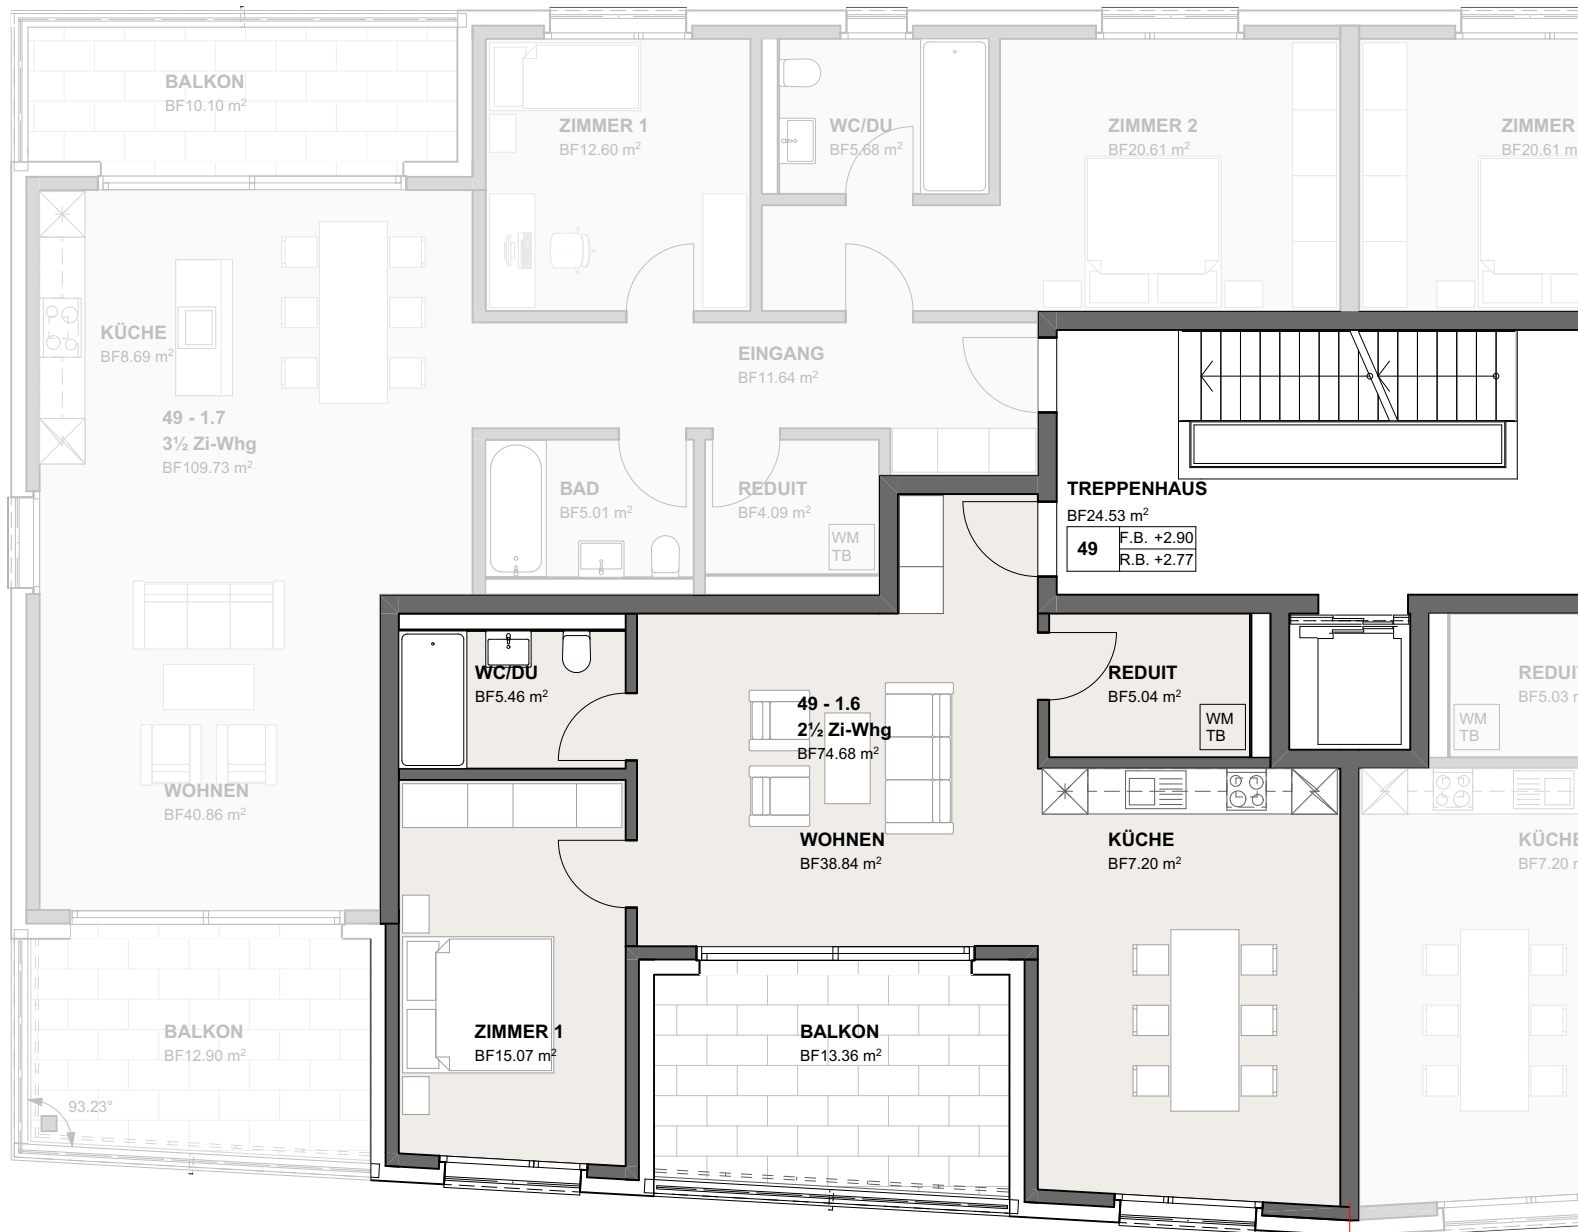 BALKON
BF10.10 m²
ZIMMER 1
BF12.60 m²
WC/DU
BF5.68 m²
ZIMMER 2
BF20.61 m²
ZIMMER
BF20.61 m
KÜCHE
BF8.69 m²
EINGANG
BF11.64 m²
49 - 1.7
3½ Zi-Whg
BF109.73 m²
BAD
BF5.01 m²
REDUIT
BF4.09 m²
WM
TB
TREPPENHAUS
BF24.53 m²
49
F.B. +2.90
R.B. +2.77
WC/DU
BF5.46 m²
49 - 1.6
2½ Zi-Whg
BF74.68 m²
REDUIT
BF5.04 m²
WM
TB
REDUIT
BF5.03 m
WM
TB
WOHNEN
BF40.86 m²
WOHNEN
BF38.84 m²
KÜCHE
BF7.20 m²
KÜCHE
BF7.20 m
BALKON
BF12.90 m²
93.23°
ZIMMER 1
BF15.07 m²
BALKON
BF13.36 m²